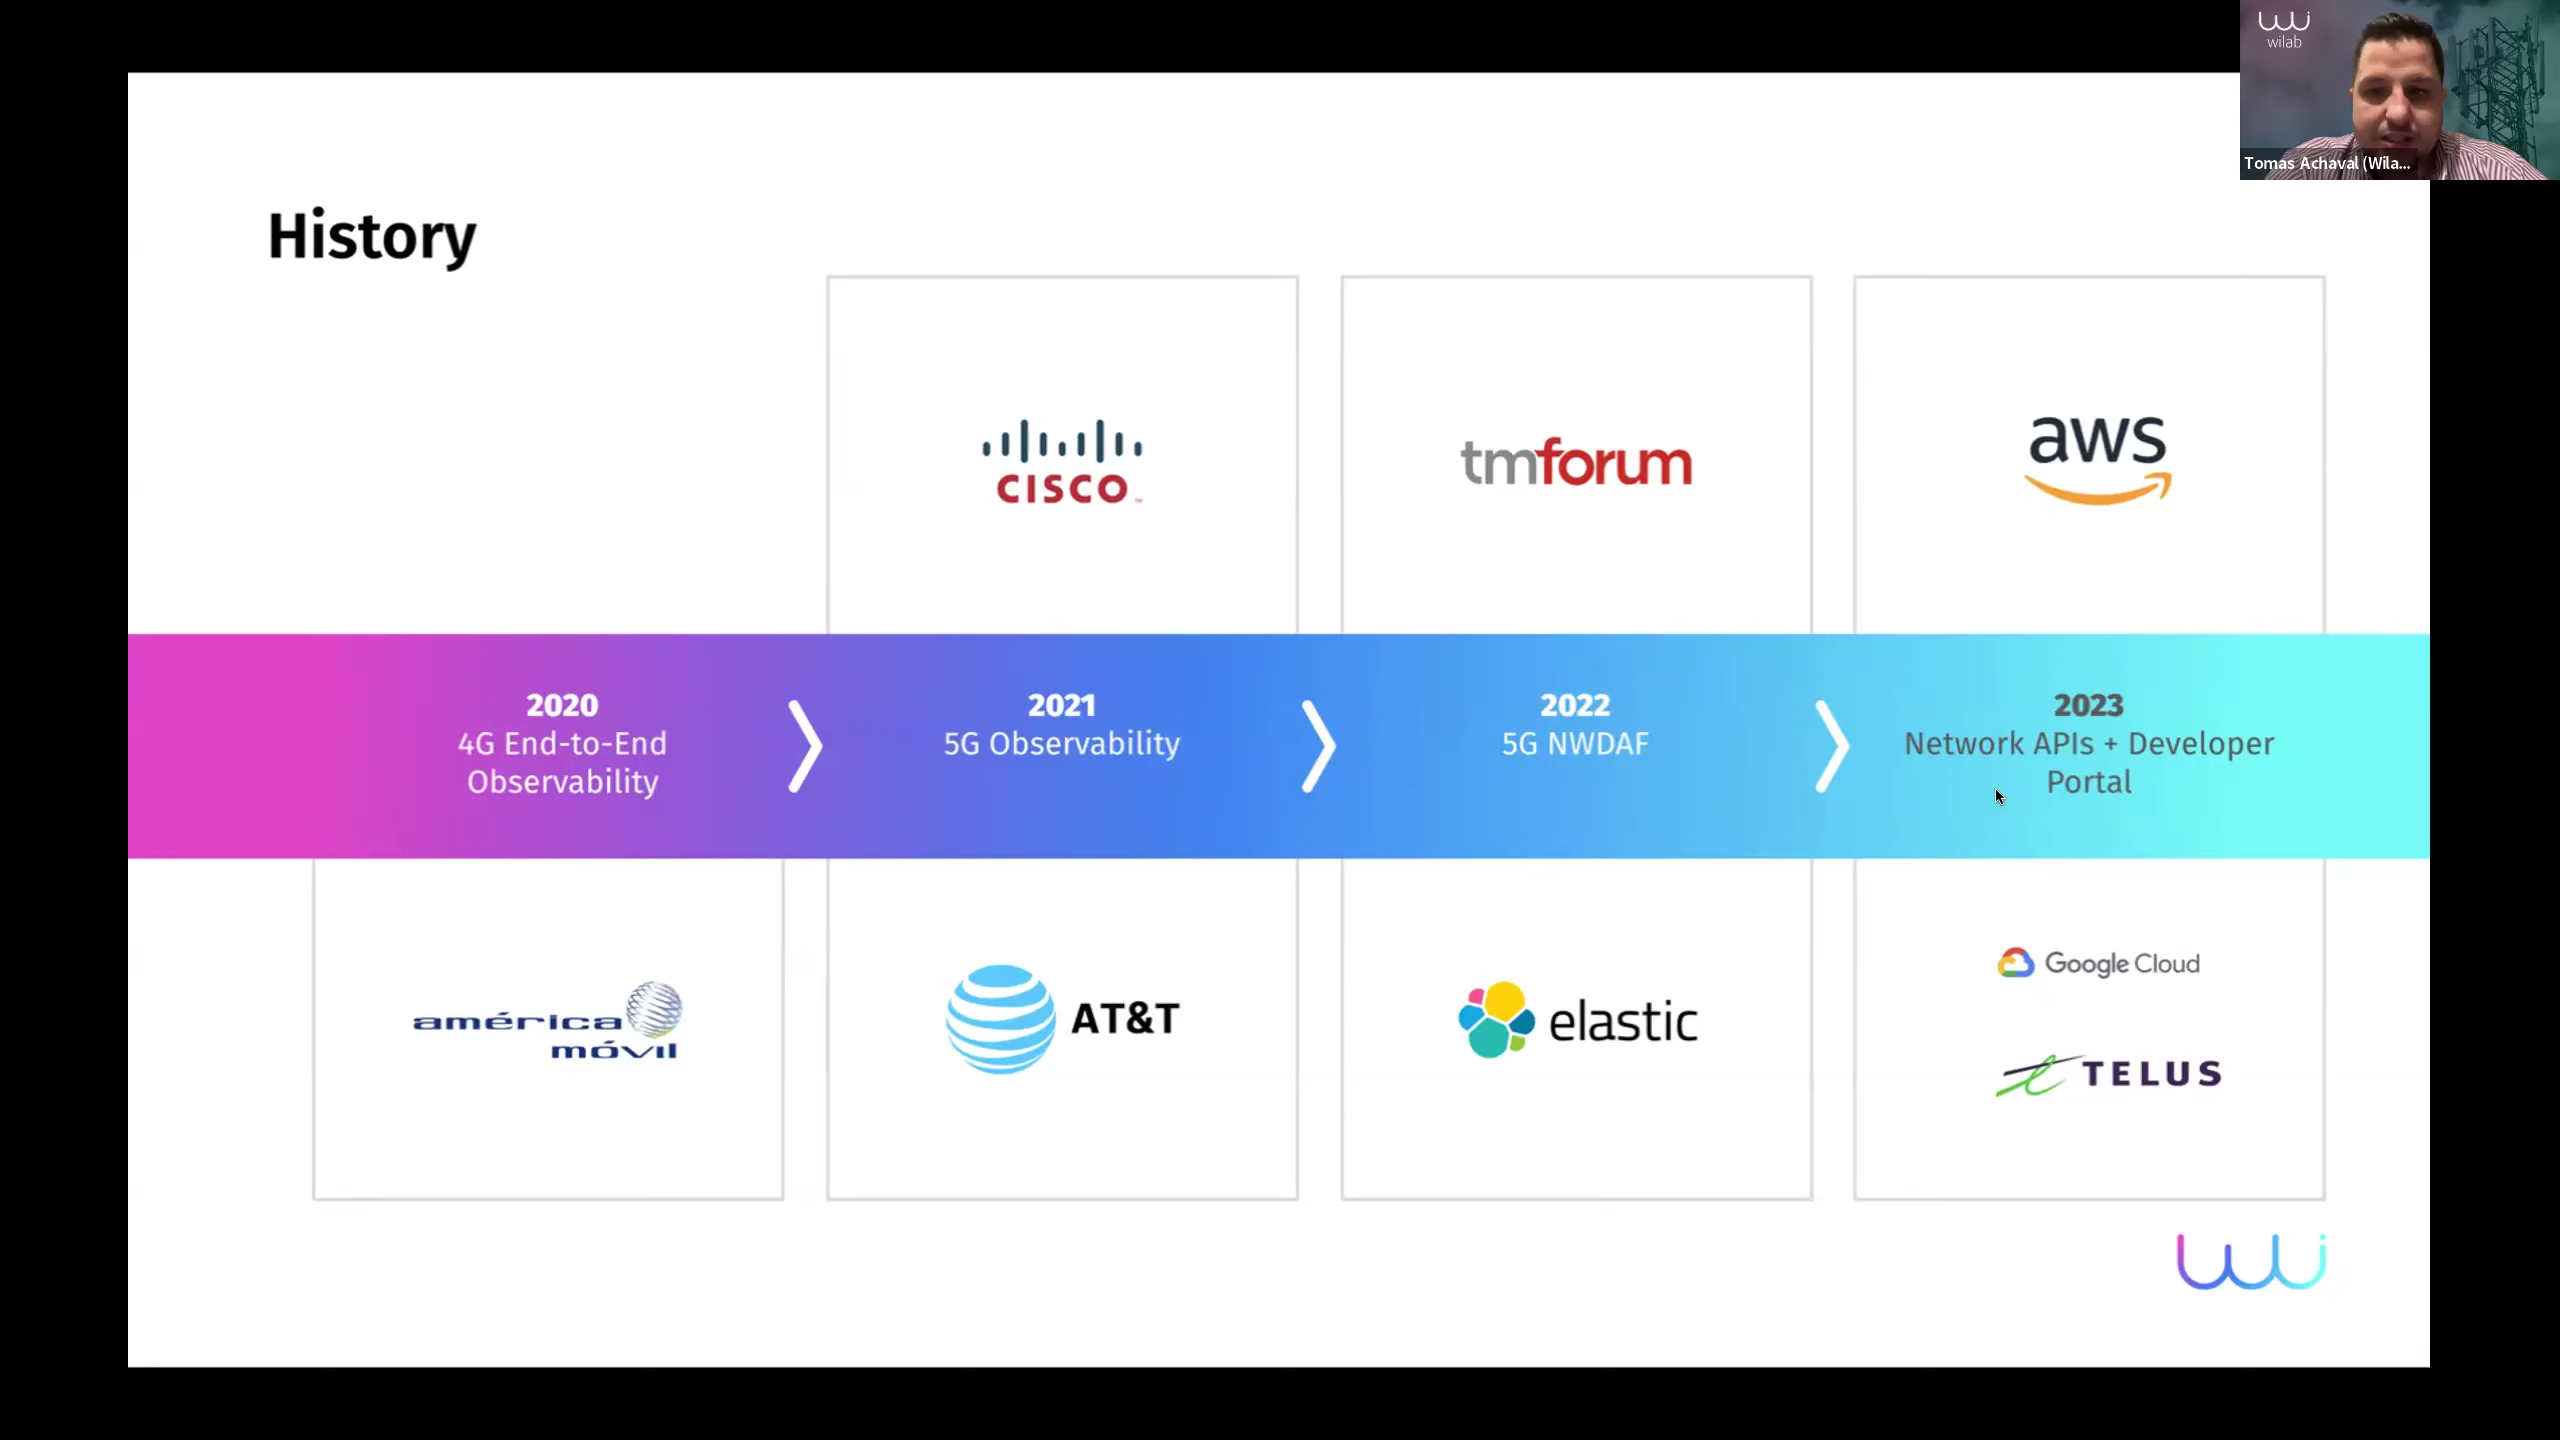 wilab
Tomas Achaval (Wila...
History
CISCO
tmforum
aws
2020
4G End-to-End
Observability
2021
5G Observability
2022
5G NWDAF
2023
Network APIs + Developer
Portal
américa
móvil
AT&T
elastic
Google Cloud
TELUS